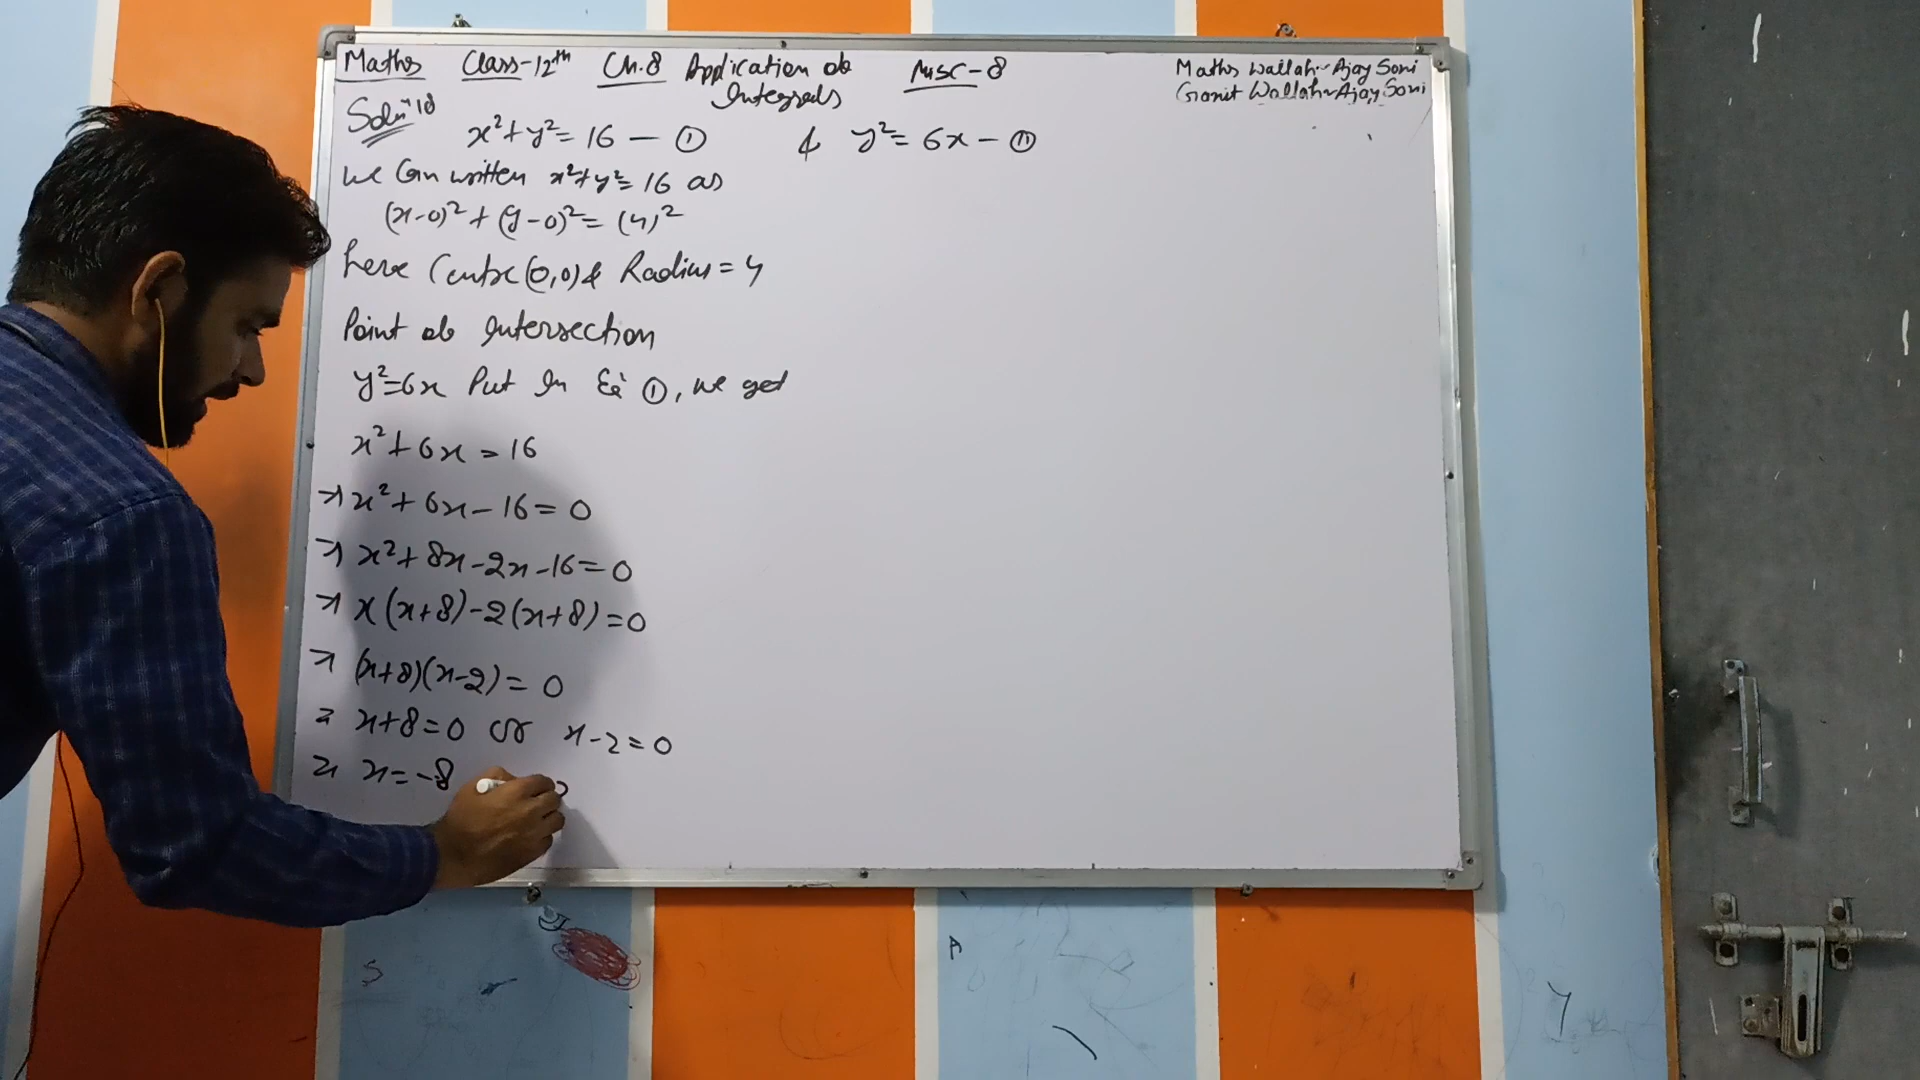 Maths Class-12th Ch.8 Application of Integrals Misc-8
Maths Wallah-Ajay Soni
Ganit Wallah-Ajay Soni
Soln 18
x²+y²=16 — ① & y²=6x — ⑪
we can written x²+y²=16 as
(x-0)²+(y-0)²=(4)²
here Centre(0,0)& Radius=4
Point of Intersection
y²=6x Put In Eq ①, we get
x²+6x=16
⇒x²+6x-16=0
⇒x²+8x-2x-16=0
⇒x(x+8)-2(x+8)=0
⇒(x+8)(x-2)=0
⇒x+8=0 or x-2=0
⇒x=-8
S
A